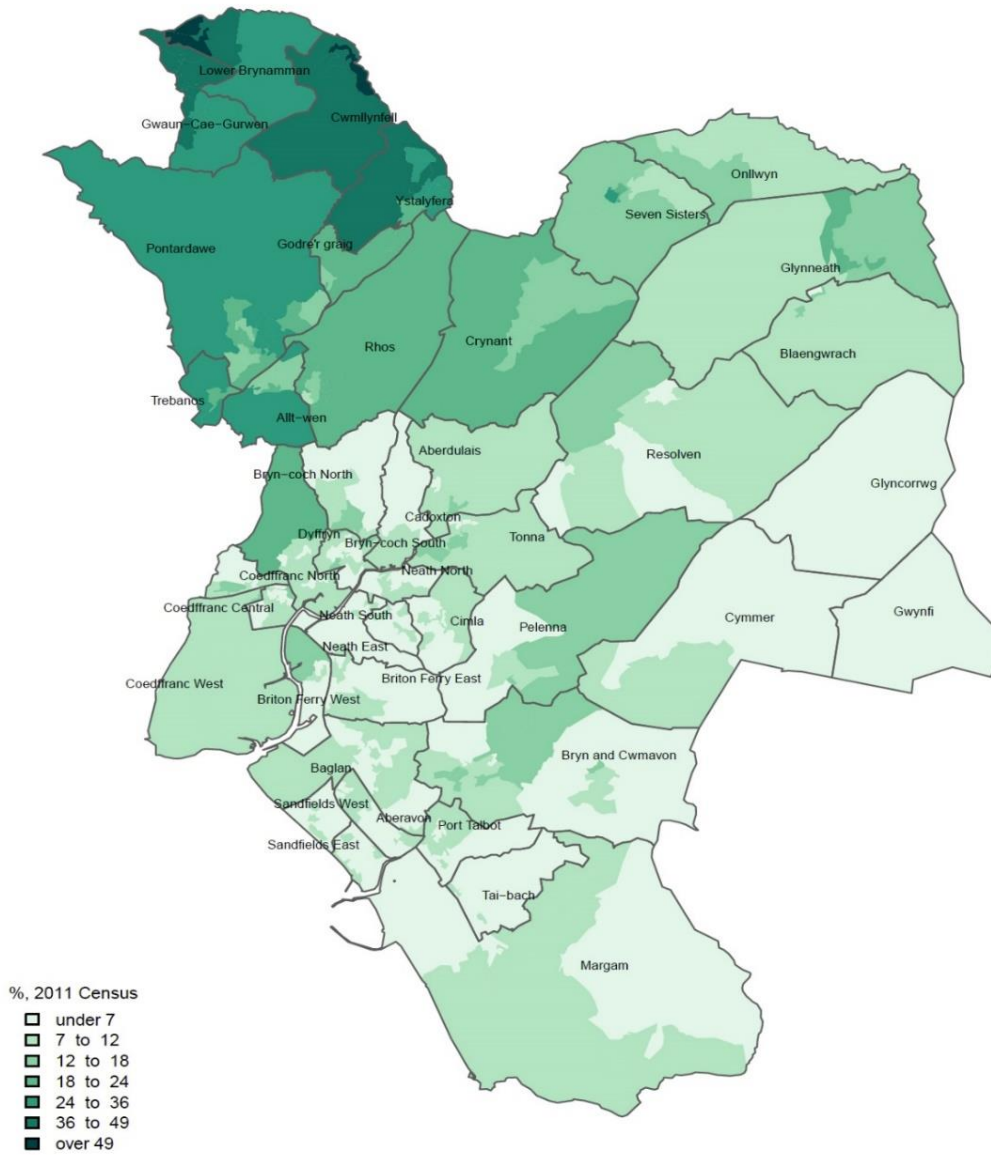 Lower Brynamman
Cwmllynfell
Gwaun-Cae-Gurwen
Onllwyn
Ystalyfera
Seven Sisters
Pontardawe
Godre'r graig
Glynneath
Rhos
Crynant
Blaengwrach
Trebanos
Allt-wen
Aberdulais
Resolven
Bryn-coch North
Glyncorrwg
Cadoxton
Dyffryn
Tonna
Bryn-coch South
Neath North
Coedffranc North
Coedffranc Central
Neath South
Cimla
Pelenna
Cymmer
Gwynfi
Neath East
Coedffranc West
Briton Ferry East
Briton Ferry West
Bryn and Cwmavon
Baglan
Sandfields West
Aberavon
Port Talbot
Sandfields East
Tai-bach
Margam
%, 2011 Census
under 7
7 to 12
12 to 18
18 to 24
24 to 36
36 to 49
over 49